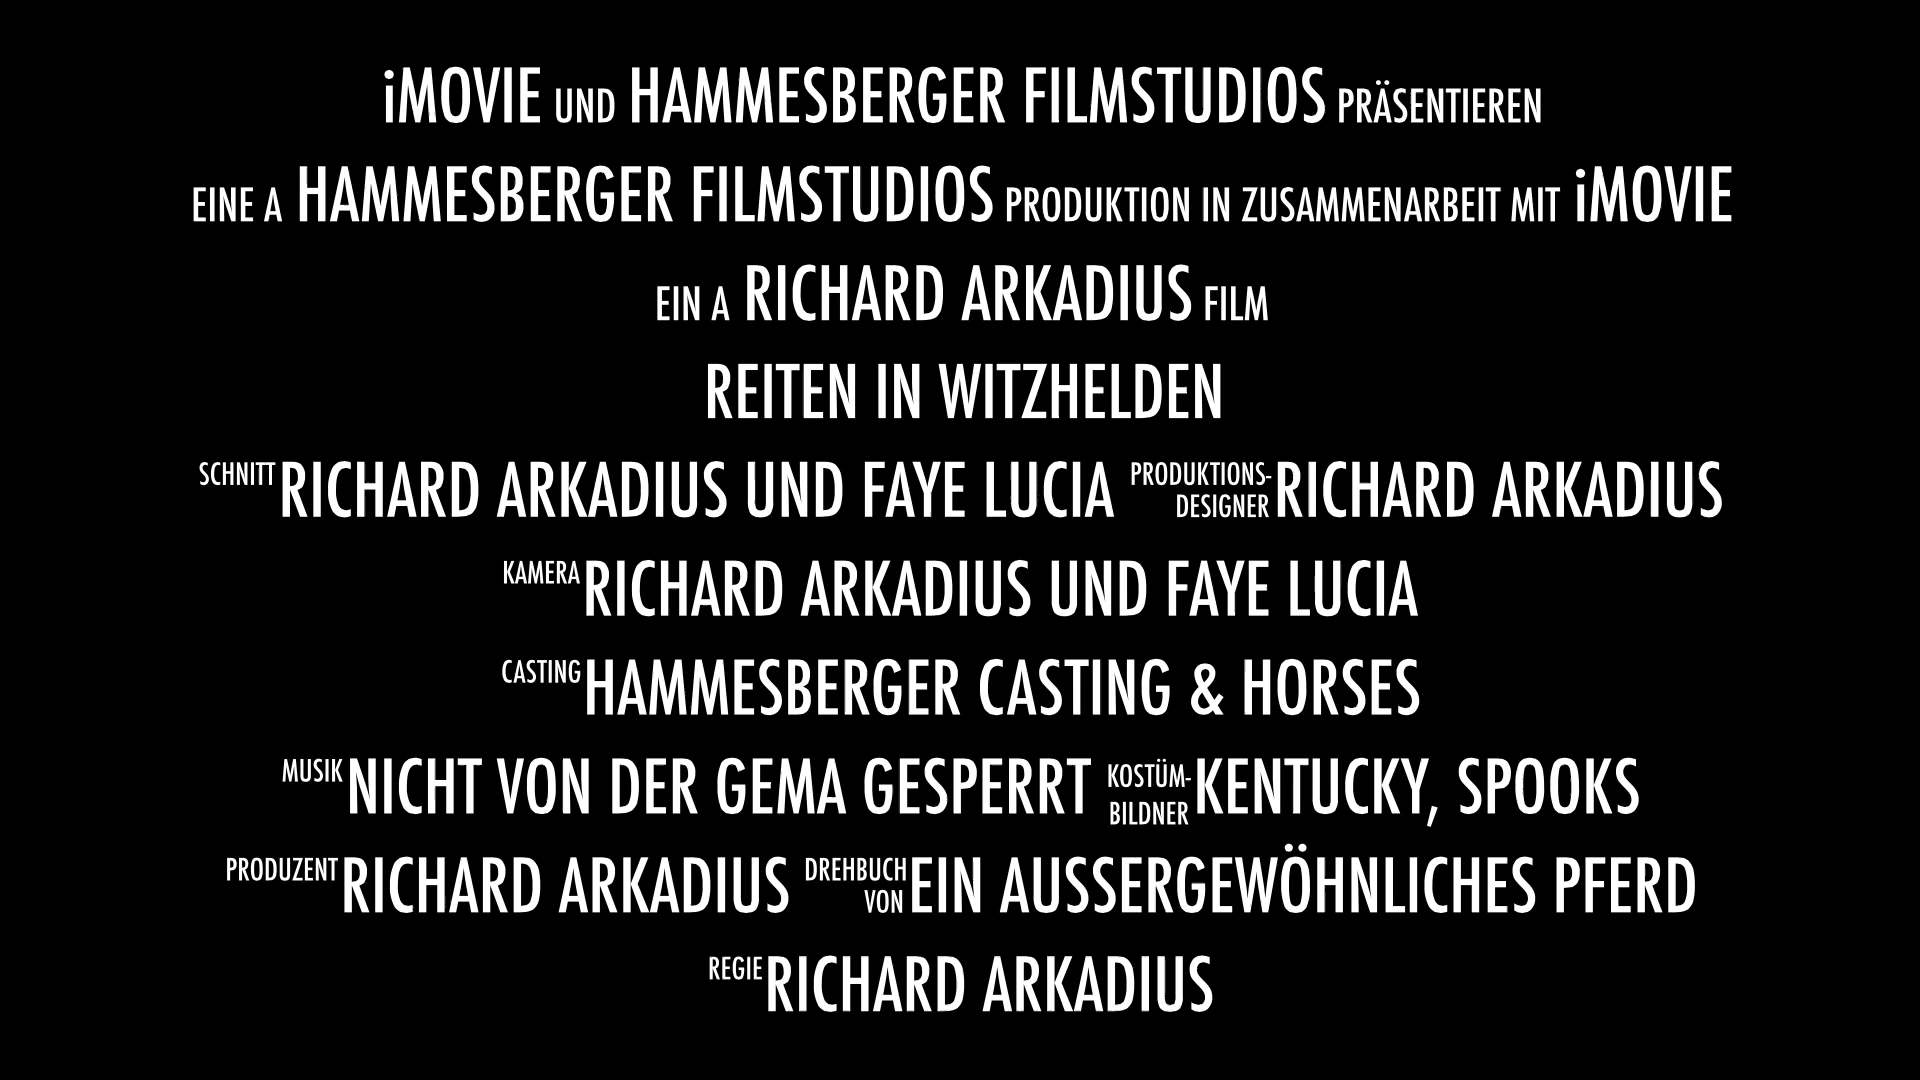 iMOVIE UND HAMMESBERGER FILMSTUDIOS PRÄSENTIEREN
EINE A HAMMESBERGER FILMSTUDIOS PRODUKTION IN ZUSAMMENARBEIT MIT iMOVIE
EIN A RICHARD ARKADIUS FILM
REITEN IN WITZHELDEN
SCHNITT RICHARD ARKADIUS UND FAYE LUCIA PRODUKTIONS-DESIGNER RICHARD ARKADIUS
KAMERA RICHARD ARKADIUS UND FAYE LUCIA
CASTING HAMMESBERGER CASTING & HORSES
MUSIK NICHT VON DER GEMA GESPERRT KOSTÜM-BILDNER KENTUCKY, SPOOKS
PRODUZENT RICHARD ARKADIUS DREHBUCH VON EIN AUSSERGEWÖHNLICHES PFERD
REGIE RICHARD ARKADIUS